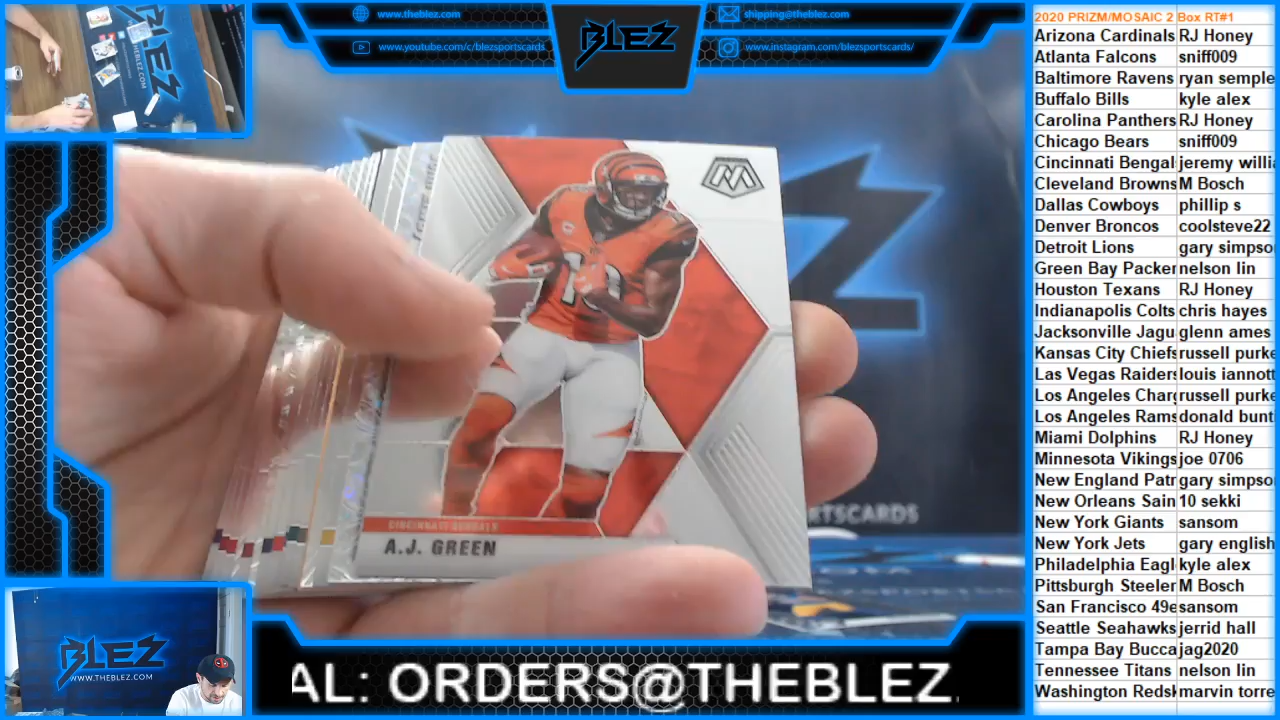 www.theblez.com
shipping@theblez.com
www.youtube.com/c/blezsportscards
www.instagram.com/blezsportscards/
BLEZ
THEBLEZ.COM
A.J. GREEN
CINCINNATI BENGALS
RTSCARDS
BLEZ
WWW.THEBLEZ.COM
AL: ORDERS@THEBLEZ.
2020 PRIZM/MOSAIC 2 Box RT#1
Arizona Cardinals RJ Honey
Atlanta Falcons sniff009
Baltimore Ravens ryan semple
Buffalo Bills kyle alex
Carolina Panthers RJ Honey
Chicago Bears sniff009
Cincinnati Bengal jeremy willia
Cleveland Browns M Bosch
Dallas Cowboys phillip s
Denver Broncos coolsteve22
Detroit Lions gary simpso
Green Bay Packer nelson lin
Houston Texans RJ Honey
Indianapolis Colts chris hayes
Jacksonville Jagu glenn ames
Kansas City Chiefs russell purke
Las Vegas Raiders louis iannott
Los Angeles Charg russell purke
Los Angeles Rams donald bunt
Miami Dolphins RJ Honey
Minnesota Vikings joe 0706
New England Patr gary simpso
New Orleans Sain 10 sekki
New York Giants sansom
New York Jets gary english
Philadelphia Eagl kyle alex
Pittsburgh Steeler M Bosch
San Francisco 49e sansom
Seattle Seahawks jerrid hall
Tampa Bay Bucca jag2020
Tennessee Titans nelson lin
Washington Redsk marvin torre